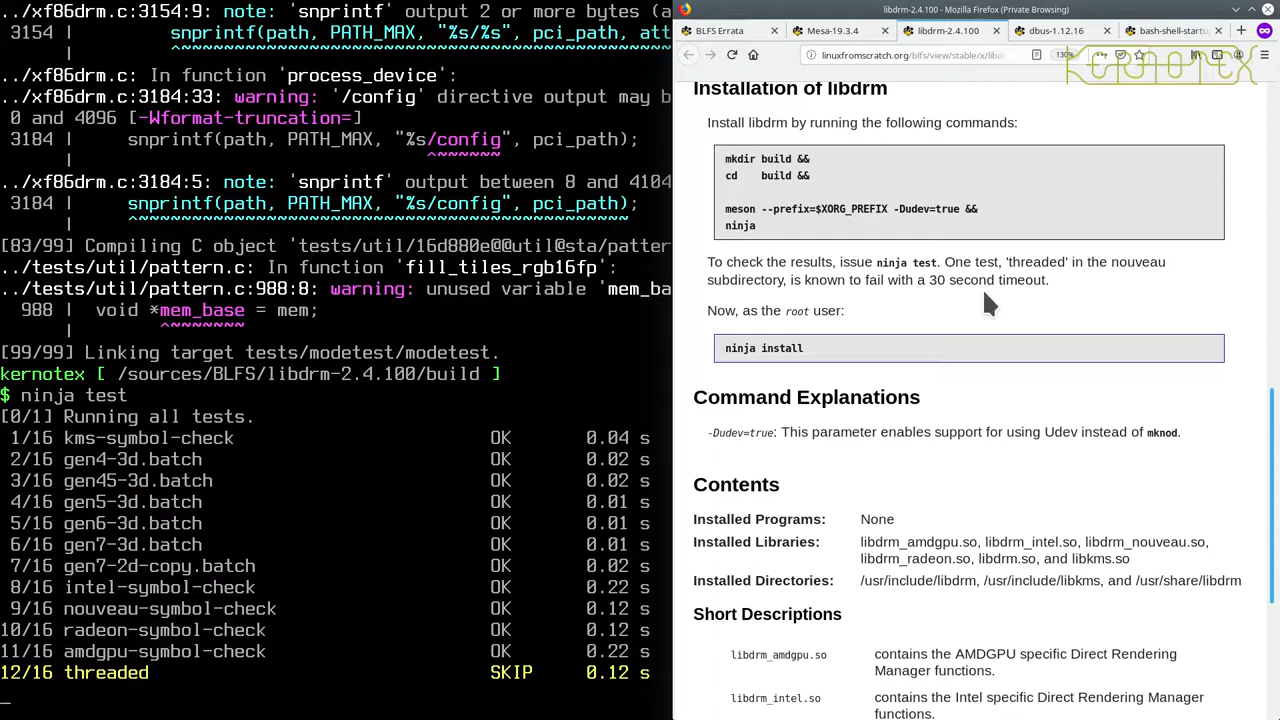 ../xf86drm.c:3154:9: note: 'snprintf' output 2 or more bytes (a
3154 | snprintf(path, PATH_MAX, "%s/%s", pci_path, att
| ^~~~~~~~~~~~~~~~~~~~~~~~~~~~~~~~~~~~~~~~~~~~~~~
../xf86drm.c: In function 'process_device':
../xf86drm.c:3184:33: warning: '/config' directive output may b
0 and 4096 [-Wformat-truncation=]
3184 | snprintf(path, PATH_MAX, "%s/config", pci_path);
| ^~~~~~~
../xf86drm.c:3184:5: note: 'snprintf' output between 8 and 4104
3184 | snprintf(path, PATH_MAX, "%s/config", pci_path);
| ^~~~~~~~~~~~~~~~~~~~~~~~~~~~~~~~~~~~~~~~~~~~~~~
[83/99] Compiling C object 'tests/util/16d880e@@util@sta/patter
../tests/util/pattern.c: In function 'fill_tiles_rgb16fp':
../tests/util/pattern.c:988:8: warning: unused variable 'mem_ba
988 | void *mem_base = mem;
| ^~~~~~~~
[99/99] Linking target tests/modetest/modetest.
kernotex [ /sources/BLFS/libdrm-2.4.100/build ]
$ ninja test
[0/1] Running all tests.
1/16 kms-symbol-check OK 0.04 s
2/16 gen4-3d.batch OK 0.02 s
3/16 gen45-3d.batch OK 0.02 s
4/16 gen5-3d.batch OK 0.01 s
5/16 gen6-3d.batch OK 0.01 s
6/16 gen7-3d.batch OK 0.01 s
7/16 gen7-2d-copy.batch OK 0.02 s
8/16 intel-symbol-check OK 0.22 s
9/16 nouveau-symbol-check OK 0.12 s
10/16 radeon-symbol-check OK 0.12 s
11/16 amdgpu-symbol-check OK 0.22 s
12/16 threaded SKIP 0.12 s
libdrm-2.4.100 - Mozilla Firefox (Private Browsing)
BLFS Errata
Mesa-19.3.4
libdrm-2.4.100
dbus-1.12.16
bash-shell-startu
linuxfromscratch.org/blfs/view/stable/x/libd
130%
KERNOTEX
Installation of libdrm
Install libdrm by running the following commands:
mkdir build &&
cd build &&
meson --prefix=$XORG_PREFIX -Dudev=true &&
ninja
To check the results, issue ninja test. One test, 'threaded' in the nouveau
subdirectory, is known to fail with a 30 second timeout.
Now, as the root user:
ninja install
Command Explanations
-Dudev=true: This parameter enables support for using Udev instead of mknod.
Contents
Installed Programs: None
Installed Libraries: libdrm_amdgpu.so, libdrm_intel.so, libdrm_nouveau.so,
libdrm_radeon.so, libdrm.so, and libkms.so
Installed Directories: /usr/include/libdrm, /usr/include/libkms, and /usr/share/libdrm
Short Descriptions
libdrm_amdgpu.so contains the AMDGPU specific Direct Rendering
Manager functions.
libdrm_intel.so contains the Intel specific Direct Rendering Manager
functions.